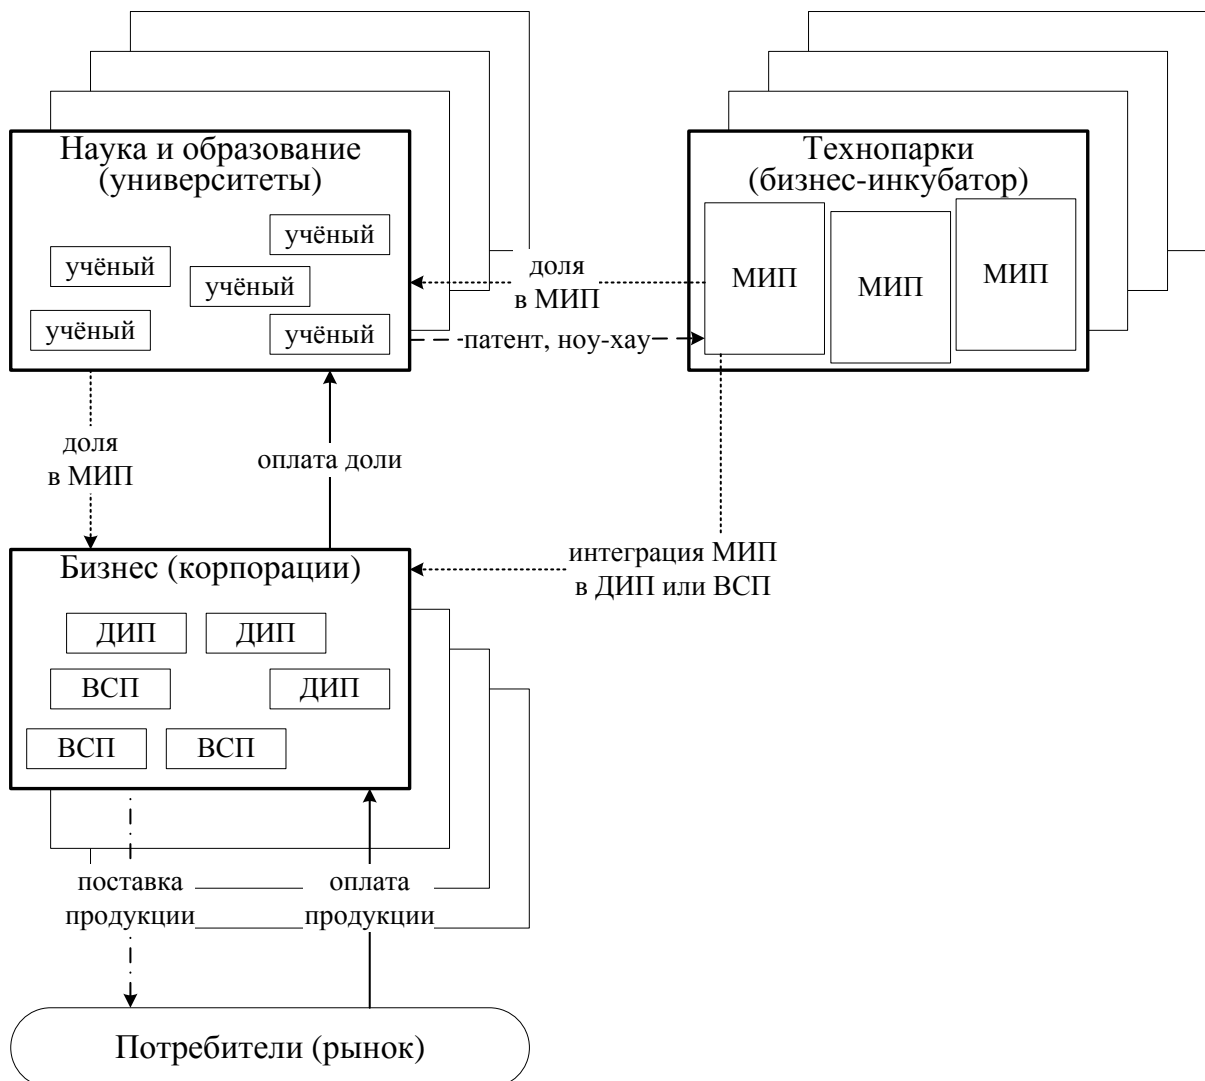 Наука и образование
(университеты)
учёный
учёный
учёный
учёный
учёный
Технопарки
(бизнес-инкубатор)
МИП
МИП
МИП
доля
в МИП
патент, ноу-хау
доля
в МИП
оплата доли
интеграция МИП
в ДИП или ВСП
Бизнес (корпорации)
ДИП
ДИП
ВСП
ДИП
ВСП
ВСП
поставка
продукции
оплата
продукции
Потребители (рынок)